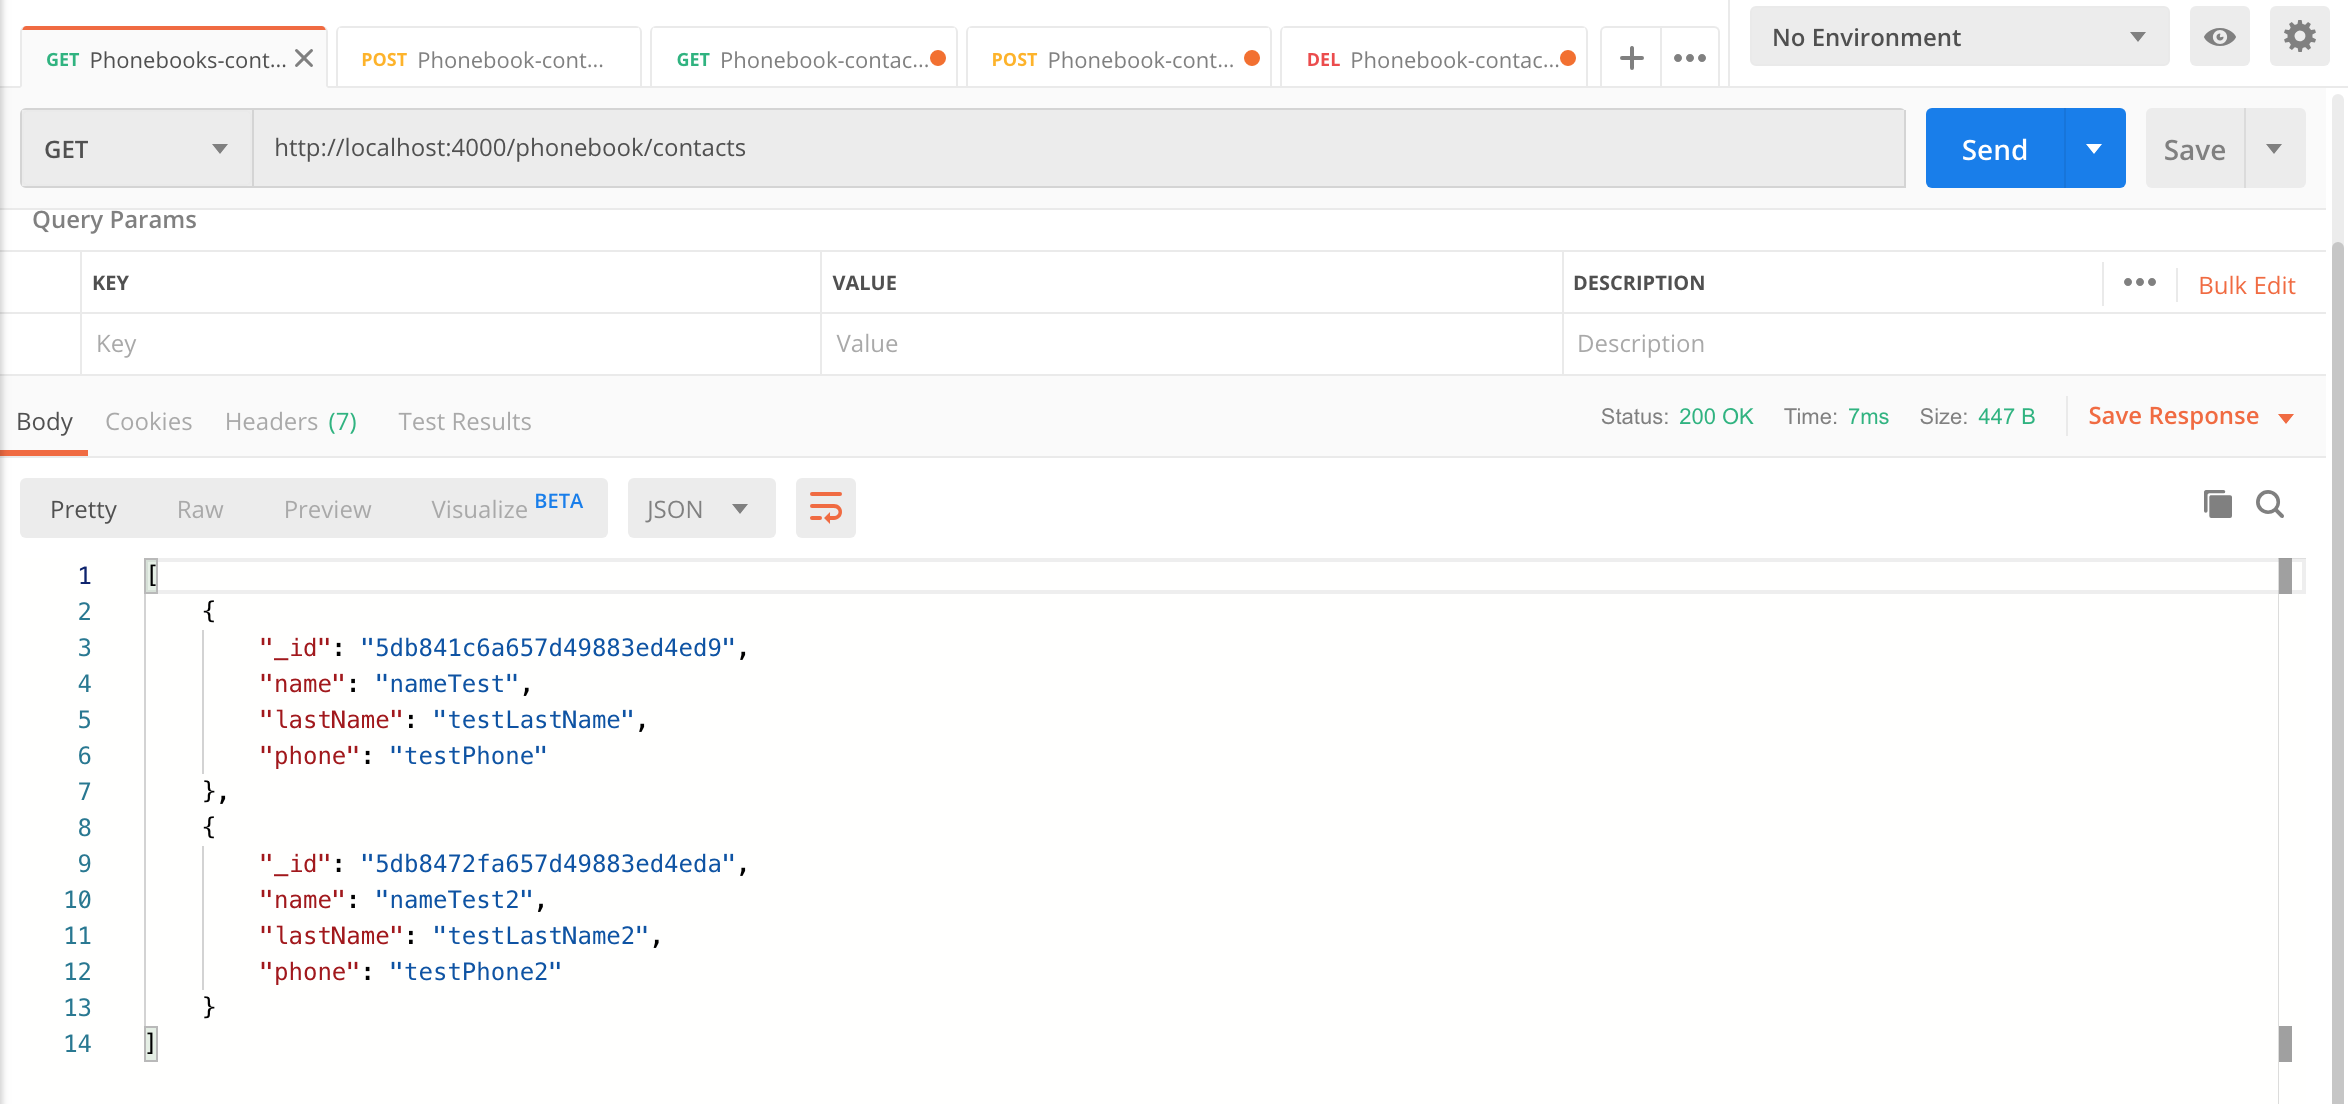 GET Phonebooks-cont... POST Phonebook-cont... GET Phonebook-contac... POST Phonebook-cont... DEL Phonebook-contac... No Environment
GET http://localhost:4000/phonebook/contacts Send Save
Query Params
KEY VALUE DESCRIPTION Bulk Edit
Key Value Description
Body Cookies Headers (7) Test Results Status: 200 OK Time: 7ms Size: 447 B Save Response
Pretty Raw Preview Visualize BETA JSON
1 [
2 {
3 "_id": "5db841c6a657d49883ed4ed9",
4 "name": "nameTest",
5 "lastName": "testLastName",
6 "phone": "testPhone"
7 },
8 {
9 "_id": "5db8472fa657d49883ed4eda",
10 "name": "nameTest2",
11 "lastName": "testLastName2",
12 "phone": "testPhone2"
13 }
14 ]